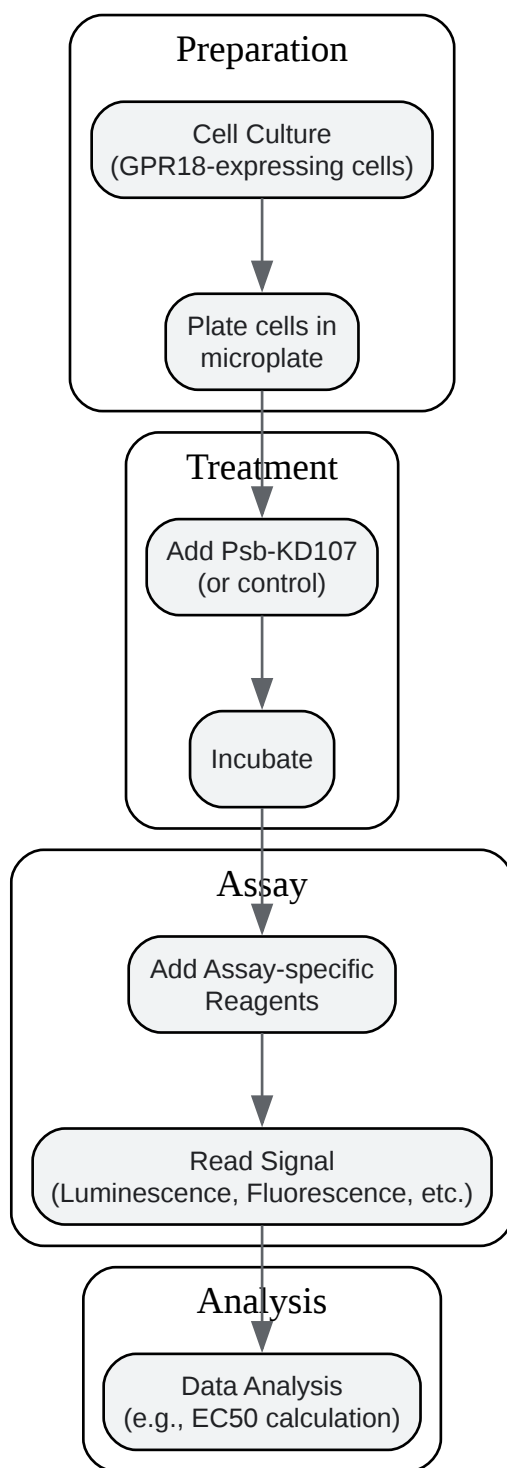 Preparation
Cell Culture
(GPR18-expressing cells)
Plate cells in
microplate
Treatment
Add Psb-KD107
(or control)
Incubate
Assay
Add Assay-specific
Reagents
Read Signal
(Luminescence, Fluorescence, etc.)
Analysis
Data Analysis
(e.g., EC50 calculation)